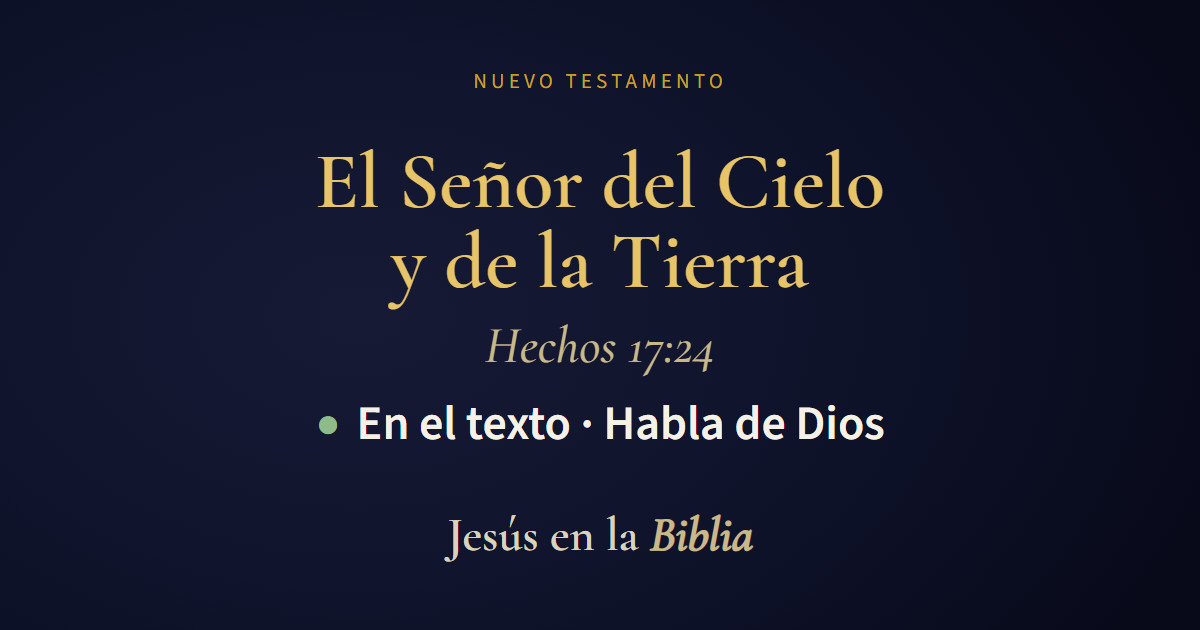 NUEVO TESTAMENTO
El Señor del Cielo
y de la Tierra
Hechos 17:24
En el texto · Habla de Dios
Jesús en la Biblia